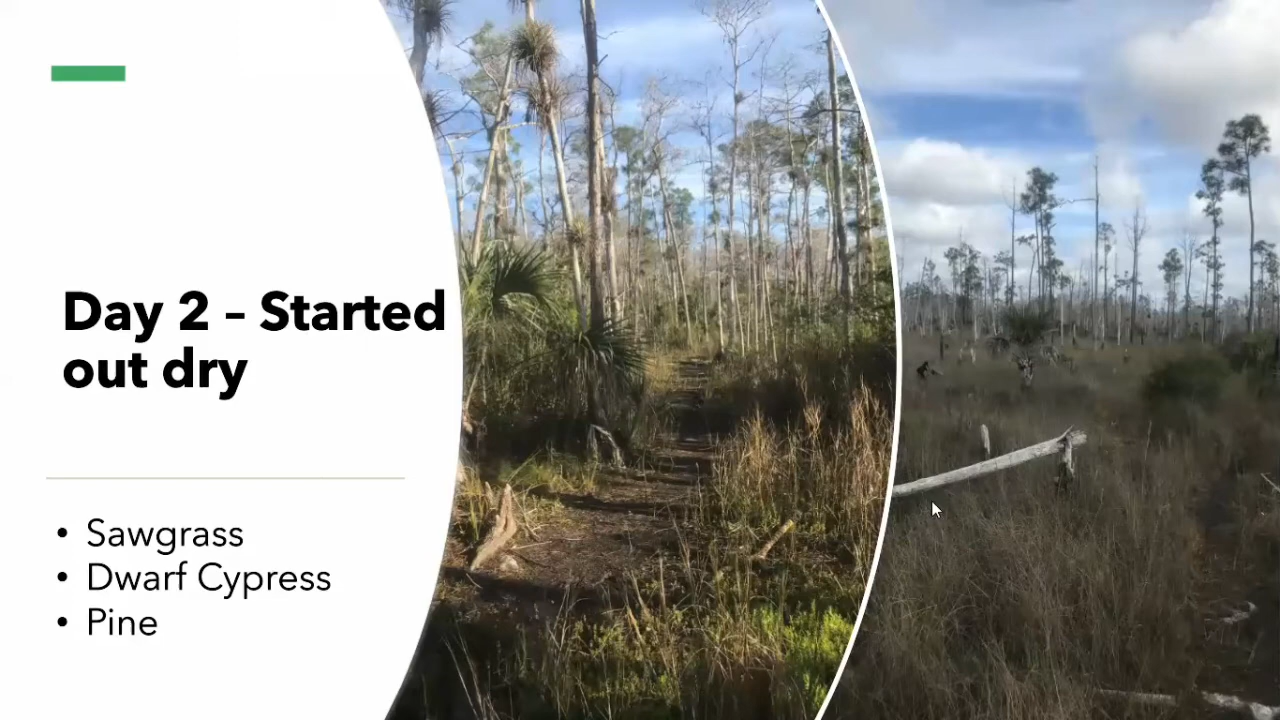 Day 2 – Started
out dry
• Sawgrass
• Dwarf Cypress
• Pine